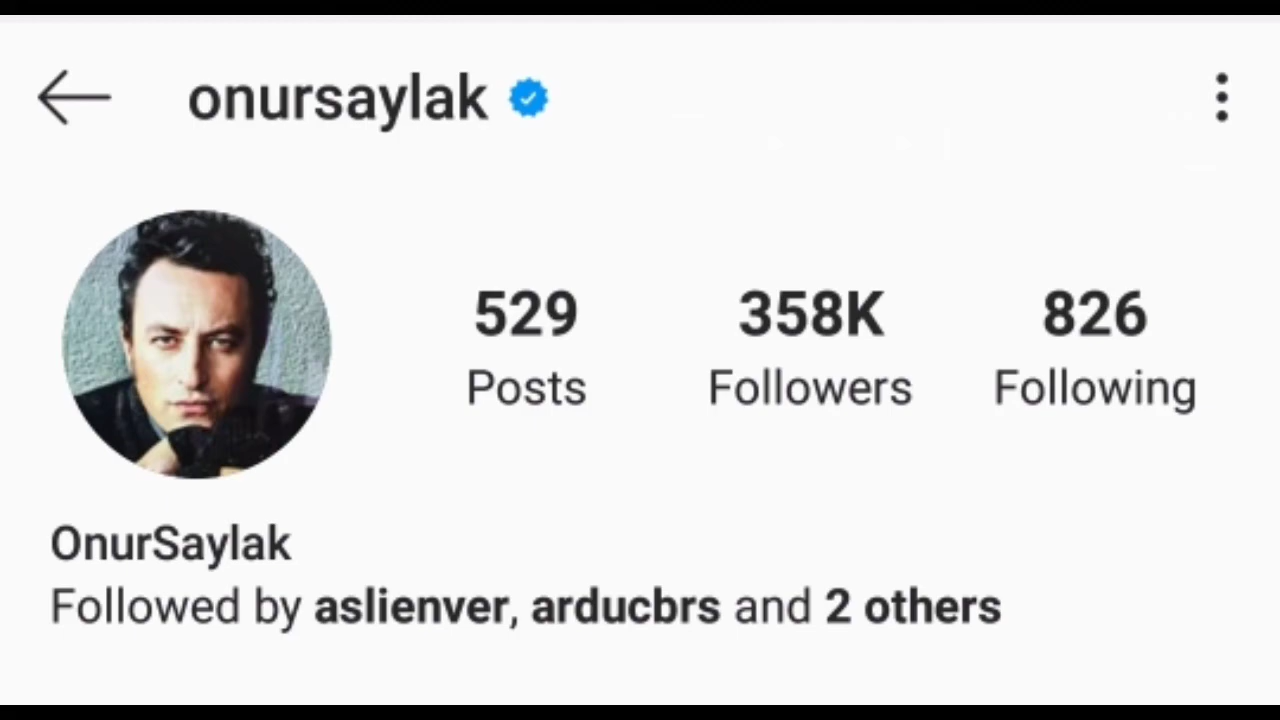 onursaylak
529 358K 826
Posts Followers Following
OnurSaylak
Followed by aslienver, arducbrs and 2 others